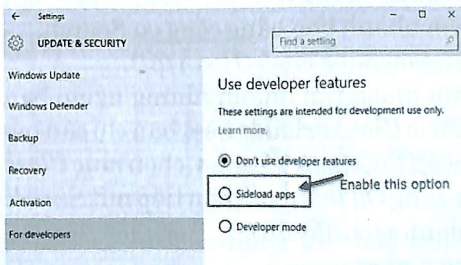 Settings
UPDATE & SECURITY
Find a setting
Windows Update
Windows Defender
Backup
Recovery
Activation
For developers
Use developer features
These settings are intended for development use only.
Learn more.
Don't use developer features
Sideload apps
Enable this option
Developer mode